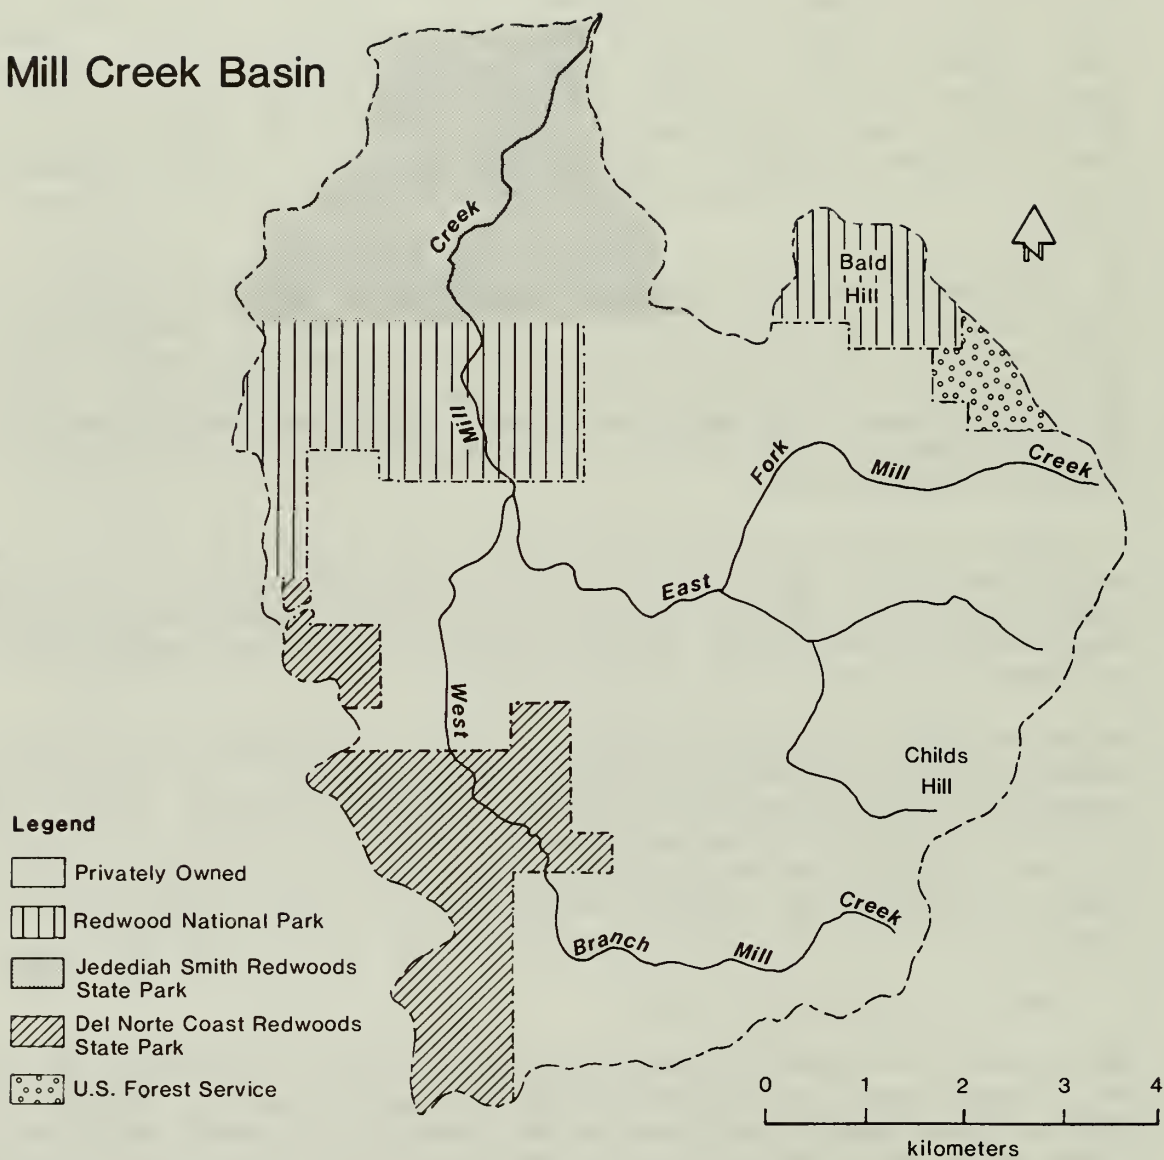 Mill Creek Basin
Creek
Mill
Bald
Hill
N
Fork
Mill
Creek
East
West
Childs
Hill
Creek
Branch
Mill
Legend
Privately Owned
Redwood National Park
Jedediah Smith Redwoods
State Park
Del Norte Coast Redwoods
State Park
U.S. Forest Service
0 1 2 3 4
kilometers